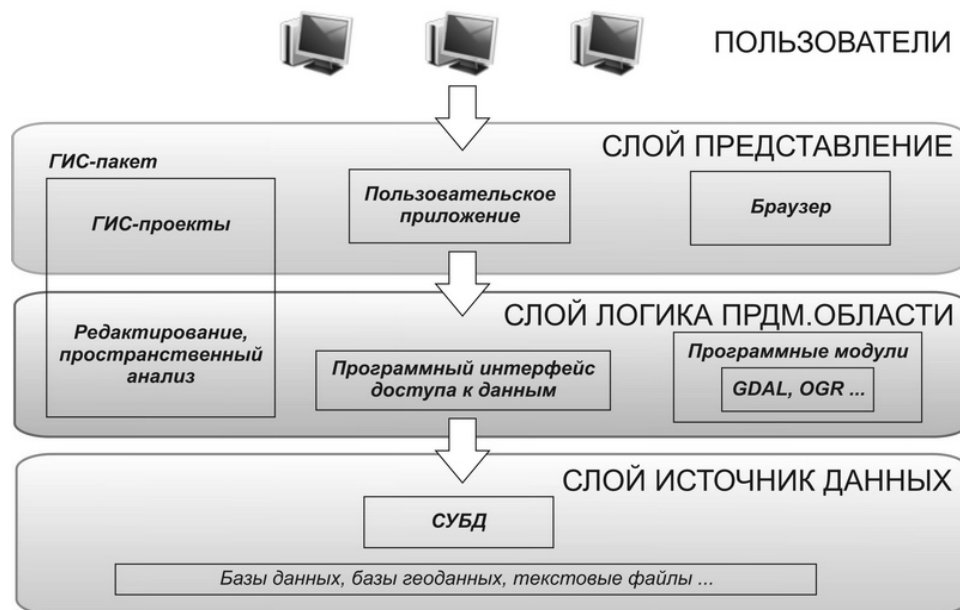 ПОЛЬЗОВАТЕЛИ
СЛОЙ ПРЕДСТАВЛЕНИЕ
ГИС-пакет
ГИС-проекты
Пользовательское
приложение
Браузер
СЛОЙ ЛОГИКА ПРДМ.ОБЛАСТИ
Редактирование,
пространственный
анализ
Программный интерфейс
доступа к данным
Программные модули
GDAL, OGR ...
СЛОЙ ИСТОЧНИК ДАННЫХ
СУБД
Базы данных, базы геоданных, текстовые файлы ...